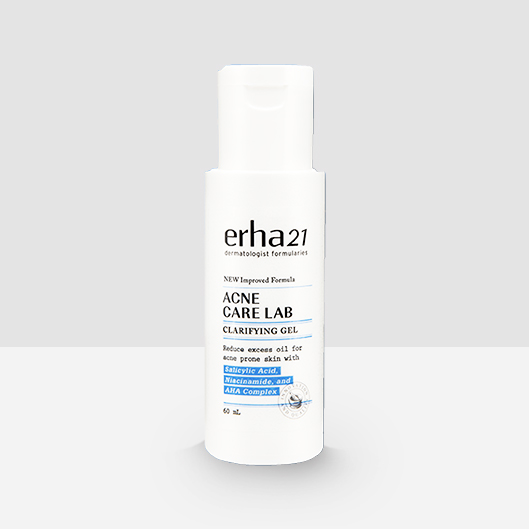 erha21
dermatologist formularies
NEW Improved Formula
ACNE
CARE LAB
CLARIFYING GEL
Reduce excess oil for
acne prone skin with
Salicylic Acid,
Niacinamide, and
AHA Complex
60 mL